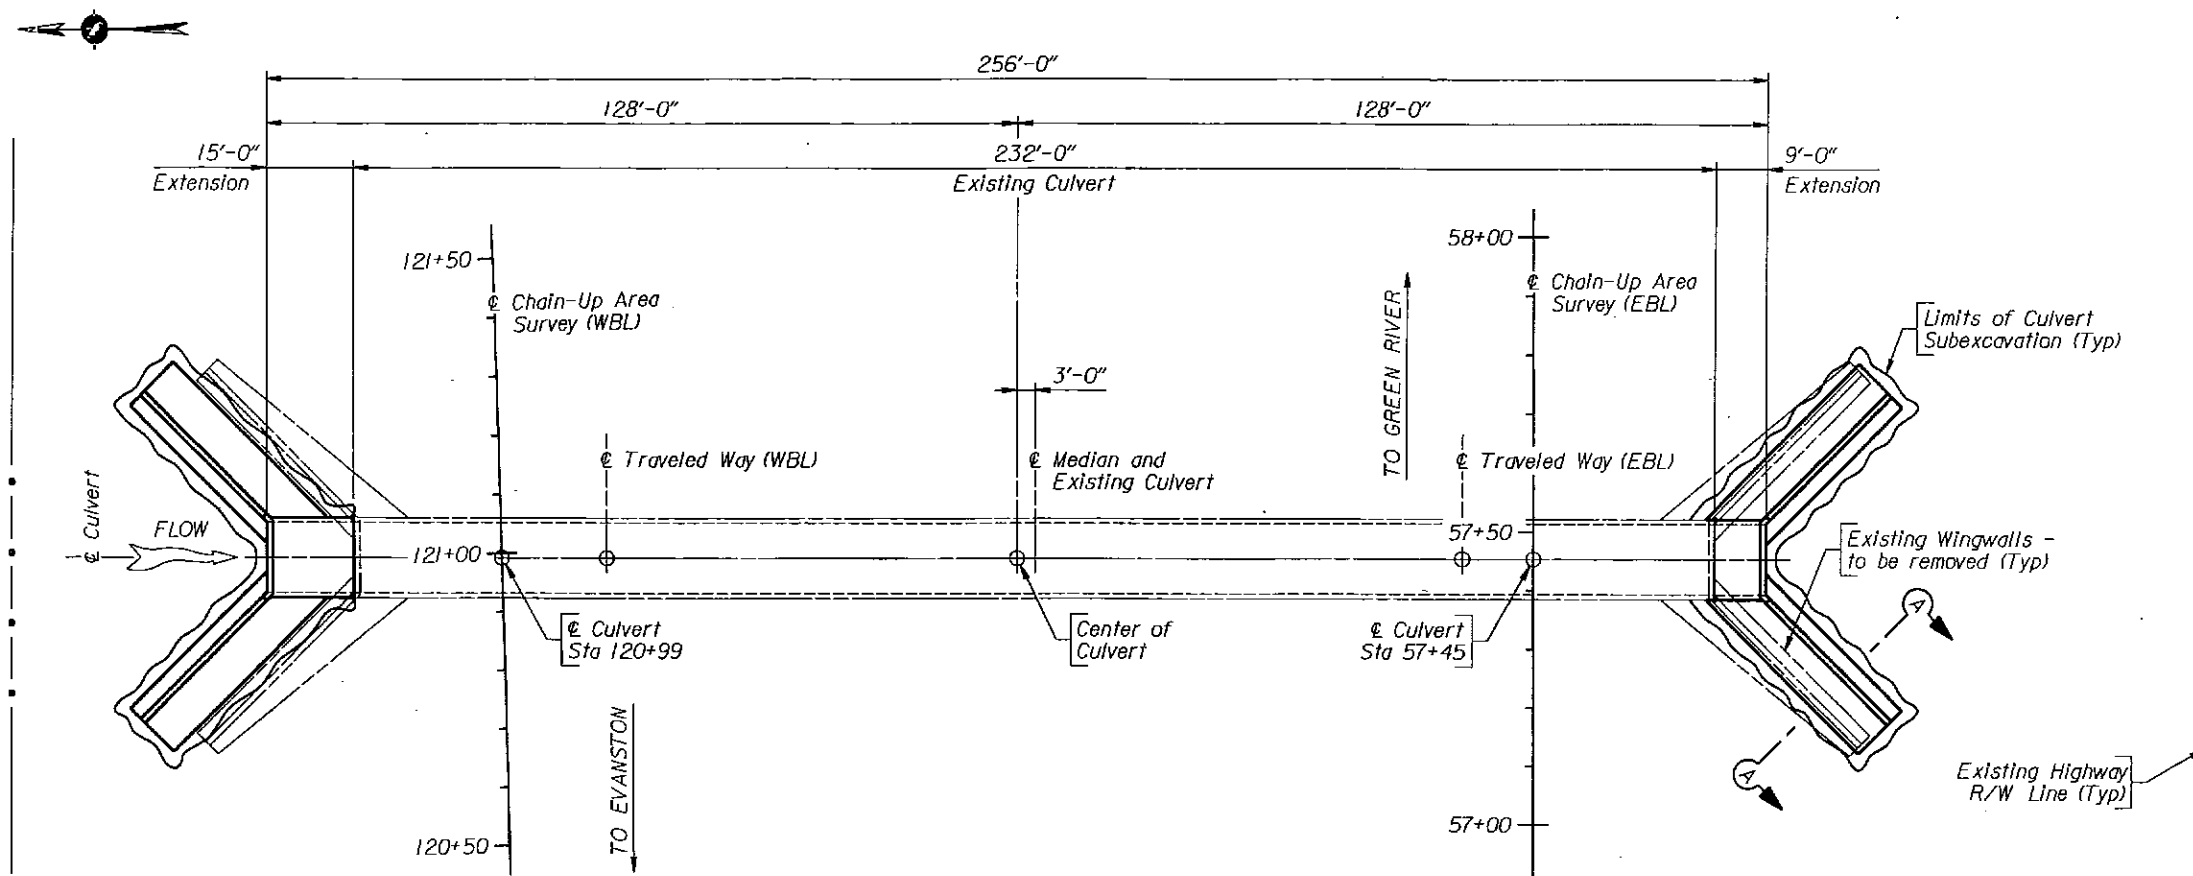 256'-0"
128'-0"
128'-0"
15'-0"
Extension
232'-0"
Existing Culvert
9'-0"
Extension
121+50
58+00
℄ Chain-Up Area
Survey (WBL)
℄ Chain-Up Area
Survey (EBL)
TO GREEN RIVER
Limits of Culvert
Subexcavation (Typ)
3'-0"
℄ Traveled Way (WBL)
℄ Median and
Existing Culvert
℄ Traveled Way (EBL)
℄ Culvert
FLOW
121+00
57+50
Existing Wingwalls -
to be removed (Typ)
℄ Culvert
Sta 120+99
Center of
Culvert
℄ Culvert
Sta 57+45
A
A
TO EVANSTON
Existing Highway
R/W Line (Typ)
120+50
57+00